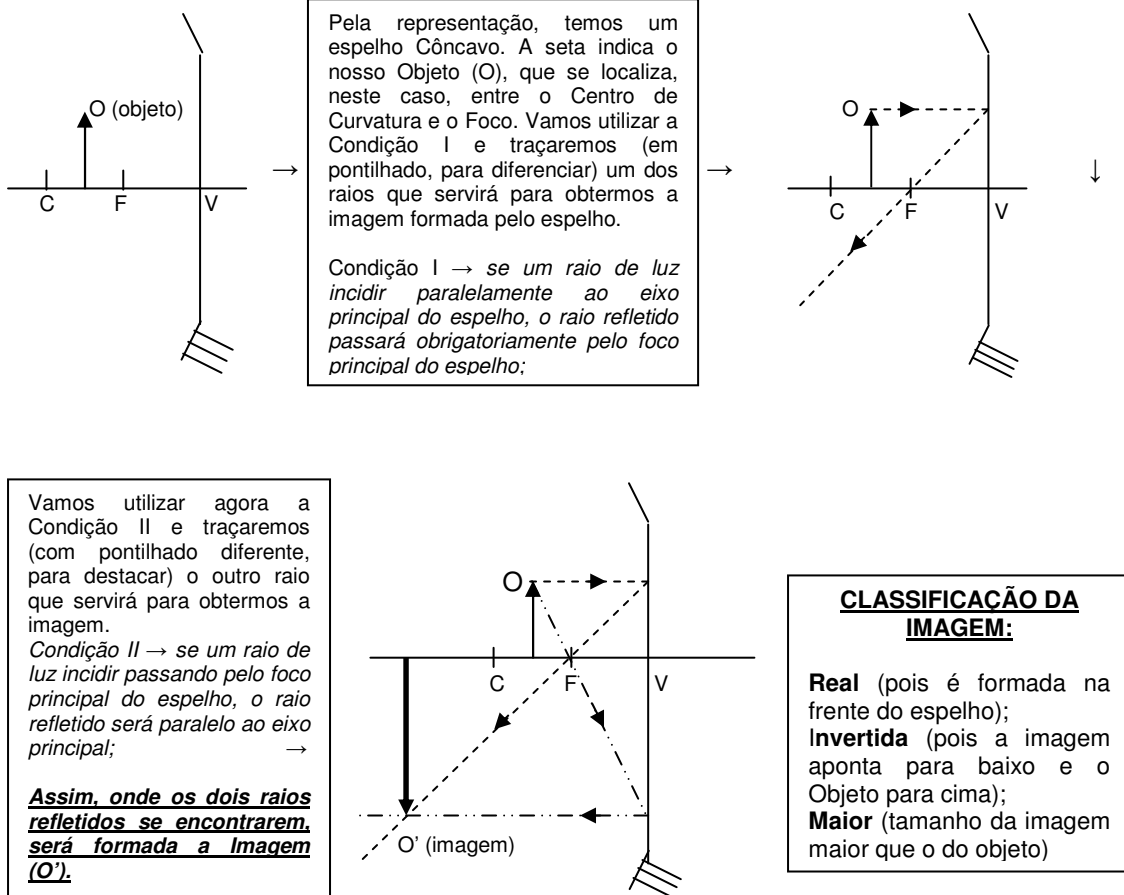 O (objeto)
C F V
→
Pela representação, temos um
espelho Côncavo. A seta indica o
nosso Objeto (O), que se localiza,
neste caso, entre o Centro de
Curvatura e o Foco. Vamos utilizar a
Condição I e traçaremos (em
pontilhado, para diferenciar) um dos
raios que servirá para obtermos a
imagem formada pelo espelho.
Condição I → se um raio de luz
incidir paralelamente ao eixo
principal do espelho, o raio refletido
passará obrigatoriamente pelo foco
principal do espelho;
→
O
C F V
↓
Vamos utilizar agora a
Condição II e traçaremos
(com pontilhado diferente,
para destacar) o outro raio
que servirá para obtermos a
imagem.
Condição II → se um raio de
luz incidir passando pelo foco
principal do espelho, o raio
refletido será paralelo ao eixo
principal; →
Assim, onde os dois raios
refletidos se encontrarem,
será formada a Imagem
(O’).
O
C F V
O’ (imagem)
CLASSIFICAÇÃO DA
IMAGEM:
Real (pois é formada na
frente do espelho);
Invertida (pois a imagem
aponta para baixo e o
Objeto para cima);
Maior (tamanho da imagem
maior que o do objeto)